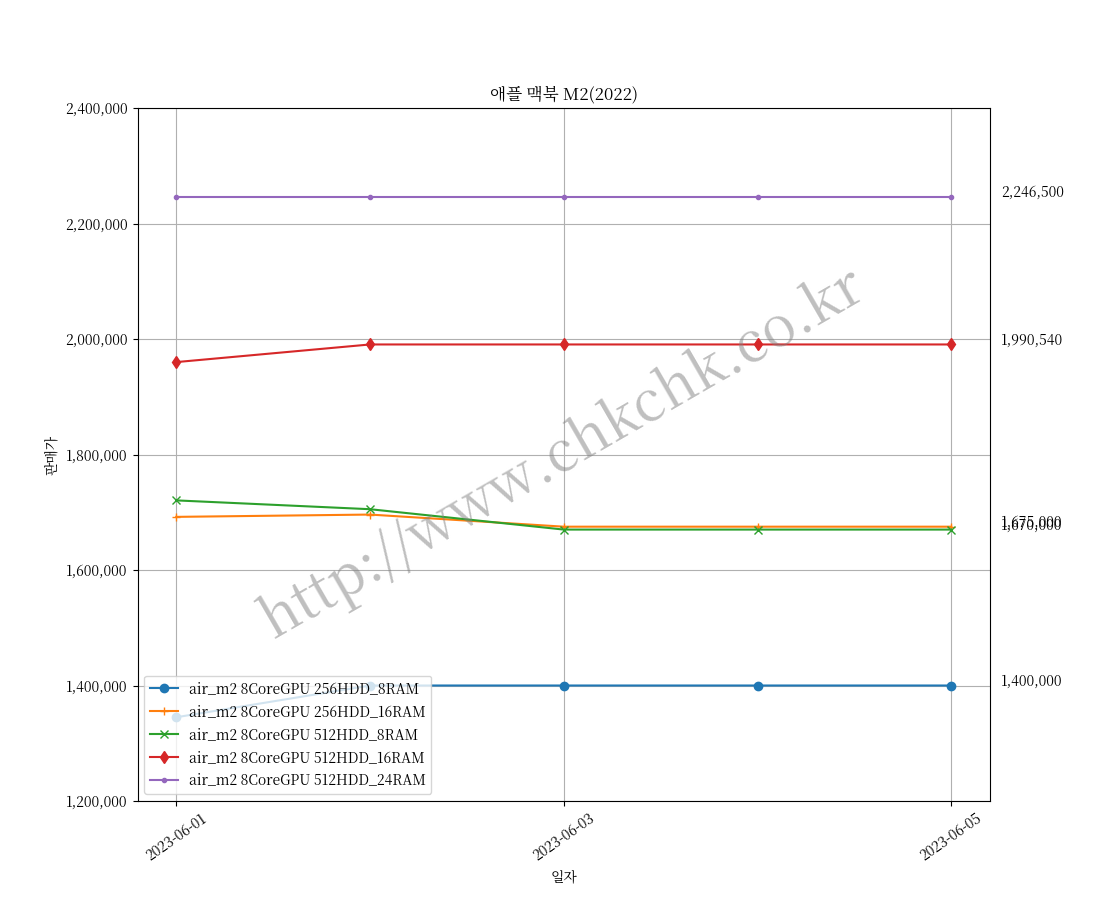 애플 맥북 M2(2022)
2,400,000
2,200,000
2,000,000
1,800,000
1,600,000
1,400,000
1,200,000
판매가
2,246,500
1,990,540
1,675,000
1,670,000
1,400,000
http://www.chkchk.co.kr
air_m2 8CoreGPU 256HDD_8RAM
air_m2 8CoreGPU 256HDD_16RAM
air_m2 8CoreGPU 512HDD_8RAM
air_m2 8CoreGPU 512HDD_16RAM
air_m2 8CoreGPU 512HDD_24RAM
2023-06-01
2023-06-03
2023-06-05
일자